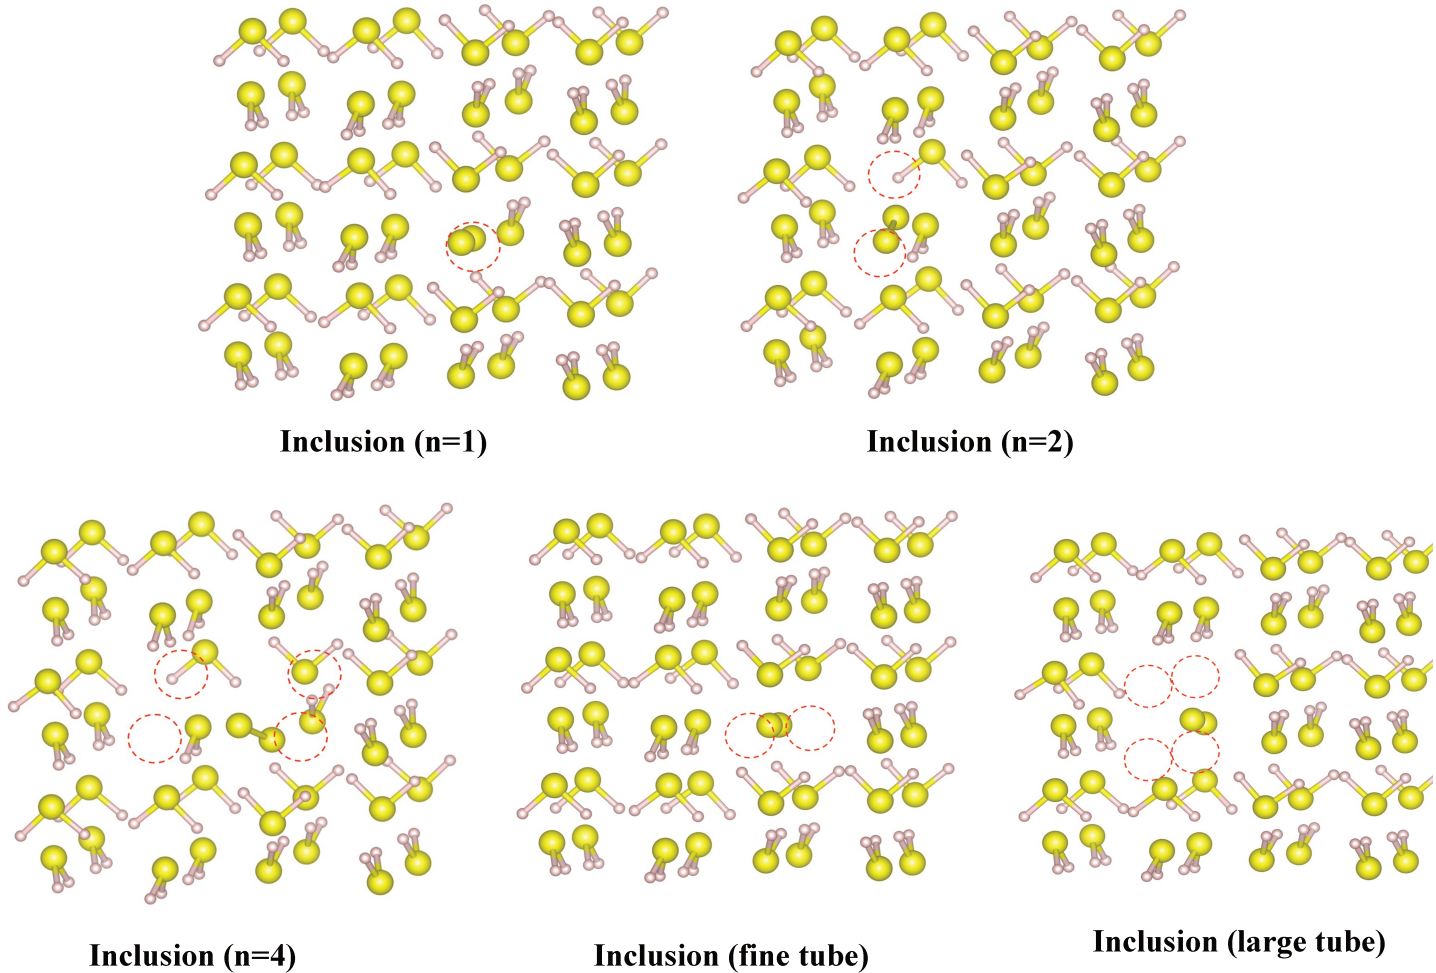 Inclusion (n=1)
Inclusion (n=2)
Inclusion (n=4)
Inclusion (fine tube)
Inclusion (large tube)